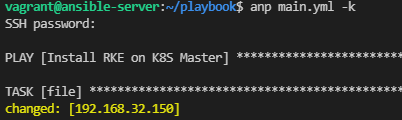 vagrant@ansible-server:~/playbook$ anp main.yml -k
SSH password:
PLAY [Install RKE on K8S Master] ************************
TASK [file] *********************************************
changed: [192.168.32.150]